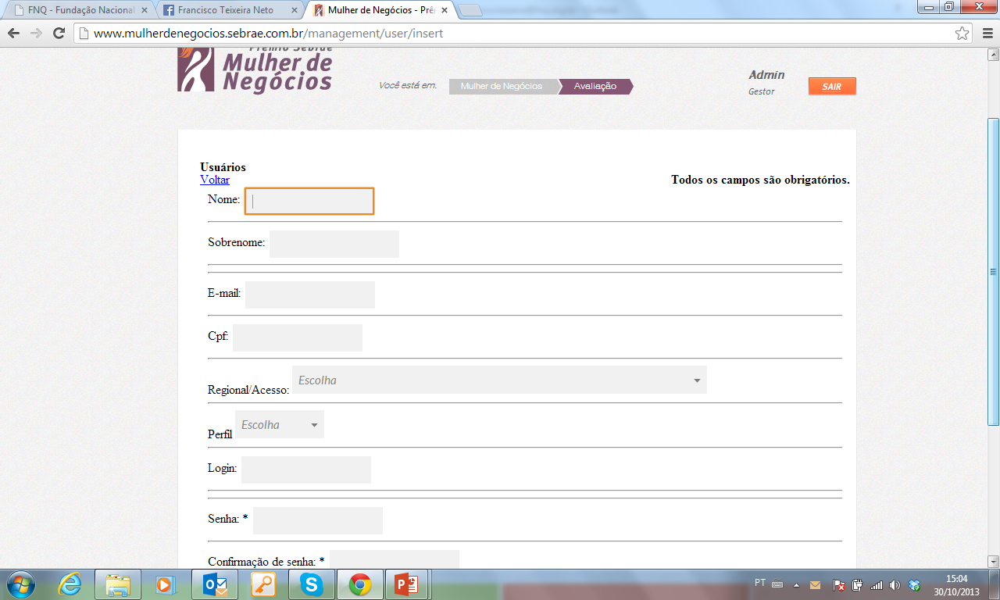 FNQ - Fundação Nacional
Francisco Teixeira Neto
Mulher de Negócios - Prê
www.mulherdenegocios.sebrae.com.br/management/user/insert
Prêmio Sebrae
Mulher de
Negócios
Você está em.
Mulher de Negócios
Avaliação
Admin
Gestor
SAIR
Usuários
Voltar
Todos os campos são obrigatórios.
Nome:
Sobrenome:
E-mail:
Cpf:
Regional/Acesso: Escolha
Perfil Escolha
Login:
Senha: *
Confirmação de senha: *
PT
15:04
30/10/2013